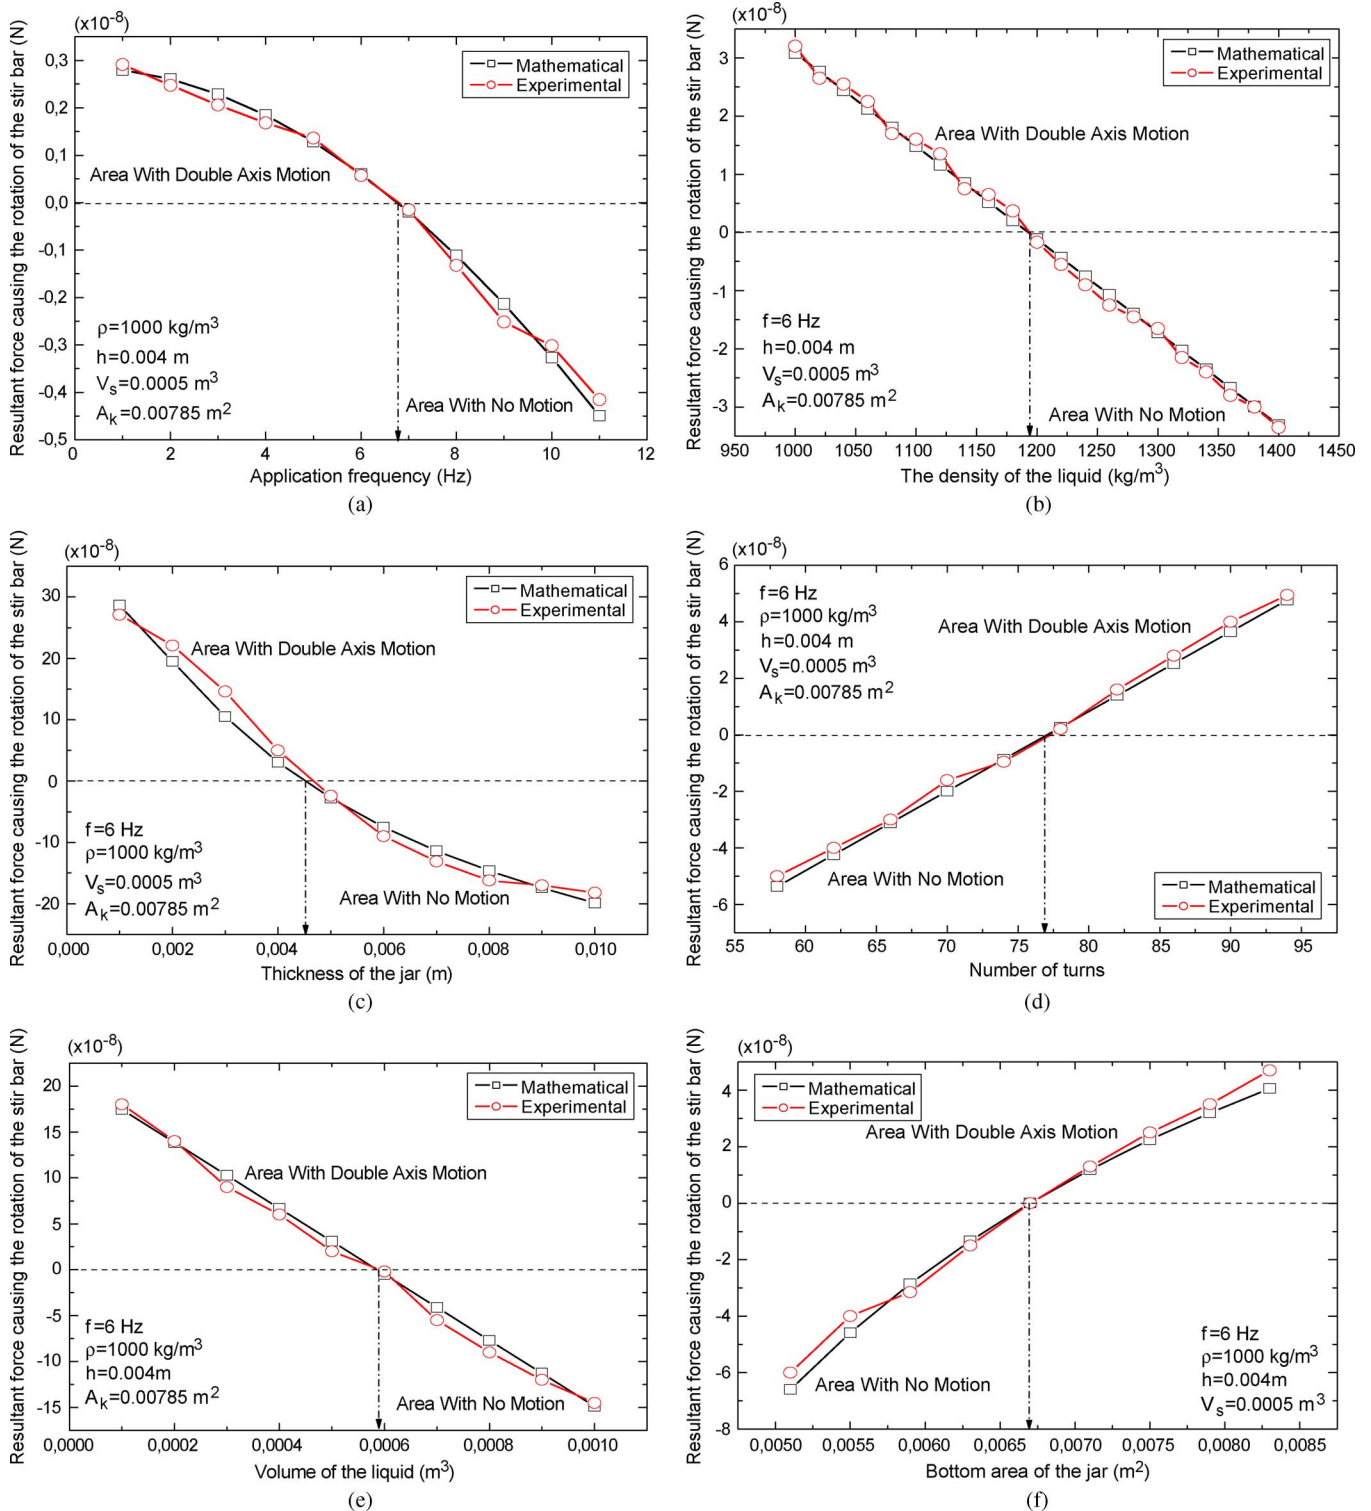 (x10-8)
Resultant force causing the rotation of the stir bar (N)
0,3
0,2
0,1
0,0
-0,1
-0,2
-0,3
-0,4
-0,5
Mathematical
Experimental
Area With Double Axis Motion
ρ=1000 kg/m3
h=0.004 m
Vs=0.0005 m3
Ak=0.00785 m2
Area With No Motion
0 2 4 6 8 10 12
Application frequency (Hz)
(a)
(x10-8)
Resultant force causing the rotation of the stir bar (N)
3
2
1
0
-1
-2
-3
Mathematical
Experimental
Area With Double Axis Motion
f=6 Hz
h=0.004 m
Vs=0.0005 m3
Ak=0.00785 m2
Area With No Motion
950 1000 1050 1100 1150 1200 1250 1300 1350 1400 1450
The density of the liquid (kg/m3)
(b)
(x10-8)
Resultant force causing the rotation of the stir bar (N)
30
20
10
0
-10
-20
Mathematical
Experimental
Area With Double Axis Motion
f=6 Hz
ρ=1000 kg/m3
Vs=0.0005 m3
Ak=0.00785 m2
Area With No Motion
0,000 0,002 0,004 0,006 0,008 0,010
Thickness of the jar (m)
(c)
(x10-8)
Resultant force causing the rotation of the stir bar (N)
6
4
2
0
-2
-4
-6
f=6 Hz
ρ=1000 kg/m3
h=0.004 m
Vs=0.0005 m3
Ak=0.00785 m2
Area With Double Axis Motion
Area With No Motion
Mathematical
Experimental
55 60 65 70 75 80 85 90 95
Number of turns
(d)
(x10-8)
Resultant force causing the rotation of the stir bar (N)
20
15
10
5
0
-5
-10
-15
Mathematical
Experimental
Area With Double Axis Motion
f=6 Hz
ρ=1000 kg/m3
h=0.004m
Ak=0.00785 m2
Area With No Motion
0,0000 0,0002 0,0004 0,0006 0,0008 0,0010
Volume of the liquid (m3)
(e)
(x10-8)
Resultant force causing the rotation of the stir bar (N)
4
2
0
-2
-4
-6
-8
Mathematical
Experimental
Area With Double Axis Motion
Area With No Motion
f=6 Hz
ρ=1000 kg/m3
h=0.004m
Vs=0.0005 m3
0,0050 0,0055 0,0060 0,0065 0,0070 0,0075 0,0080 0,0085
Bottom area of the jar (m2)
(f)